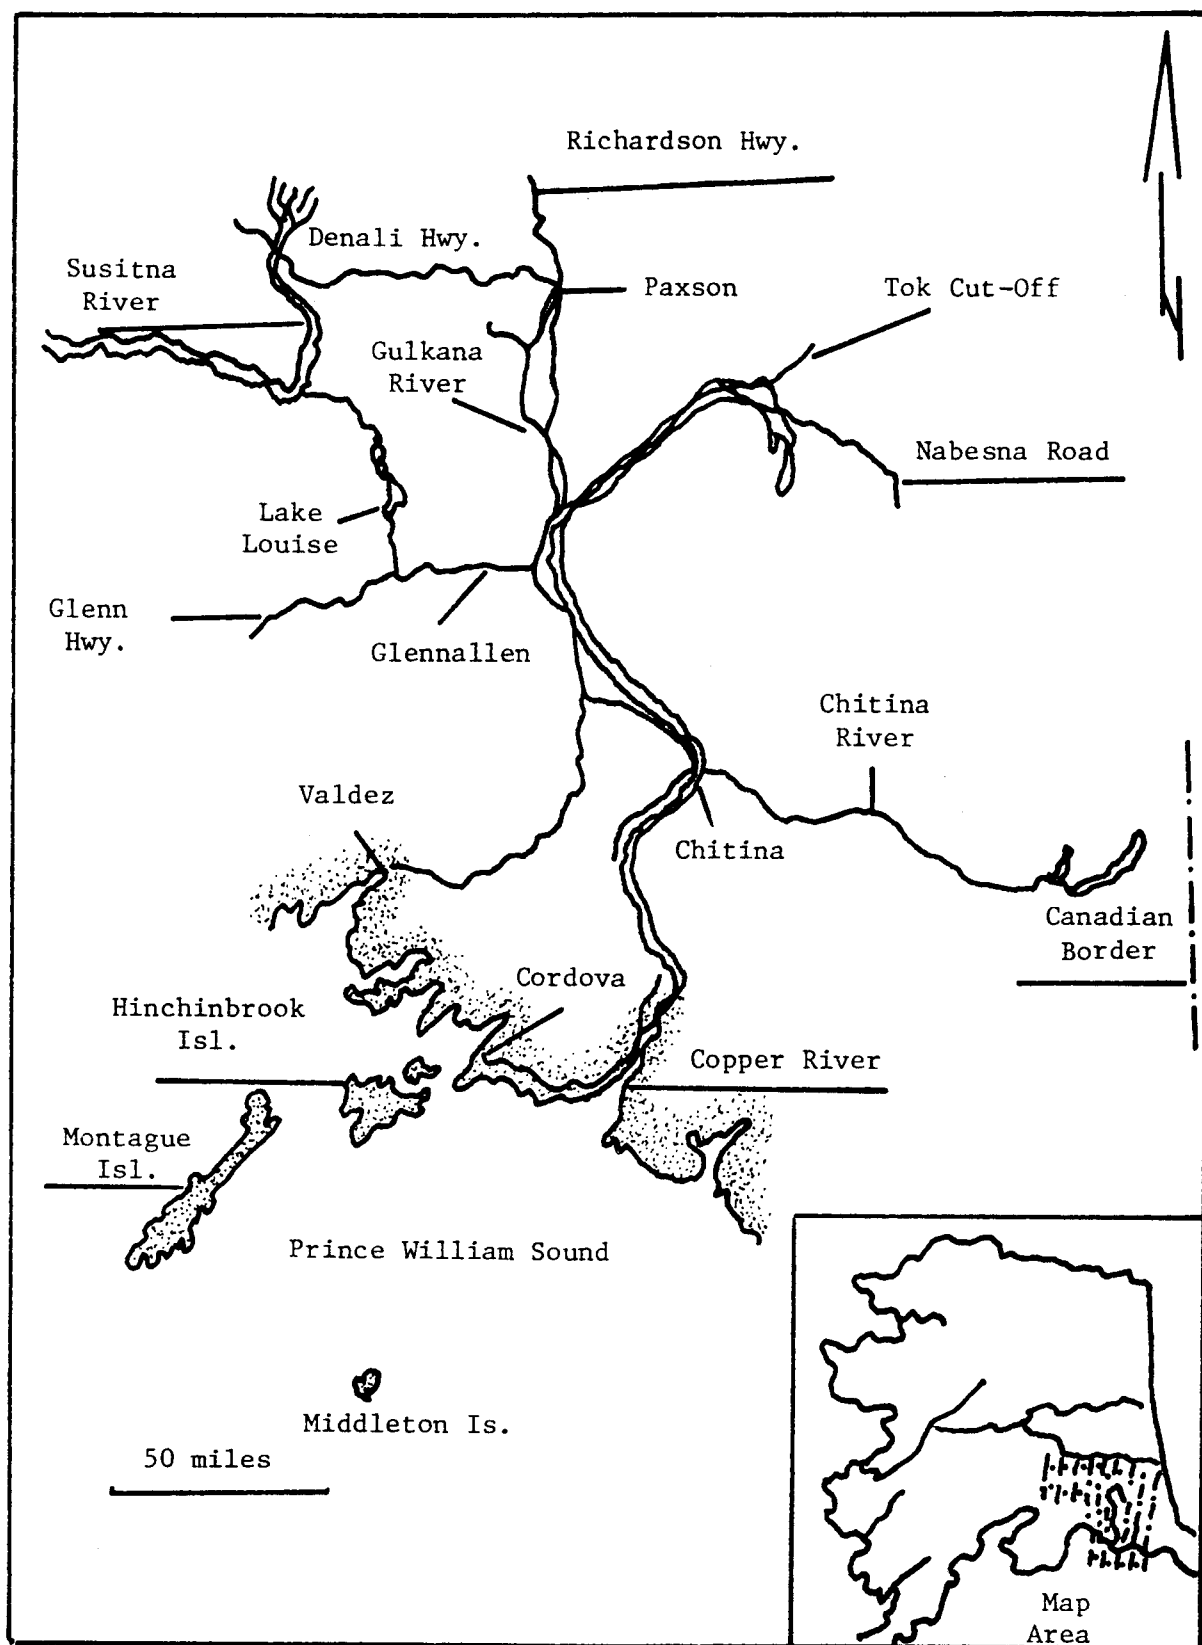 Richardson Hwy.
Denali Hwy.
Susitna
River
Paxson
Tok Cut-Off
Gulkana
River
Nabesna Road
Lake
Louise
Glenn
Hwy.
Glennallen
Chitina
River
Valdez
Chitina
Canadian
Border
Cordova
Hinchinbrook
Isl.
Copper River
Montague
Isl.
Prince William Sound
Middleton Is.
50 miles
Map
Area